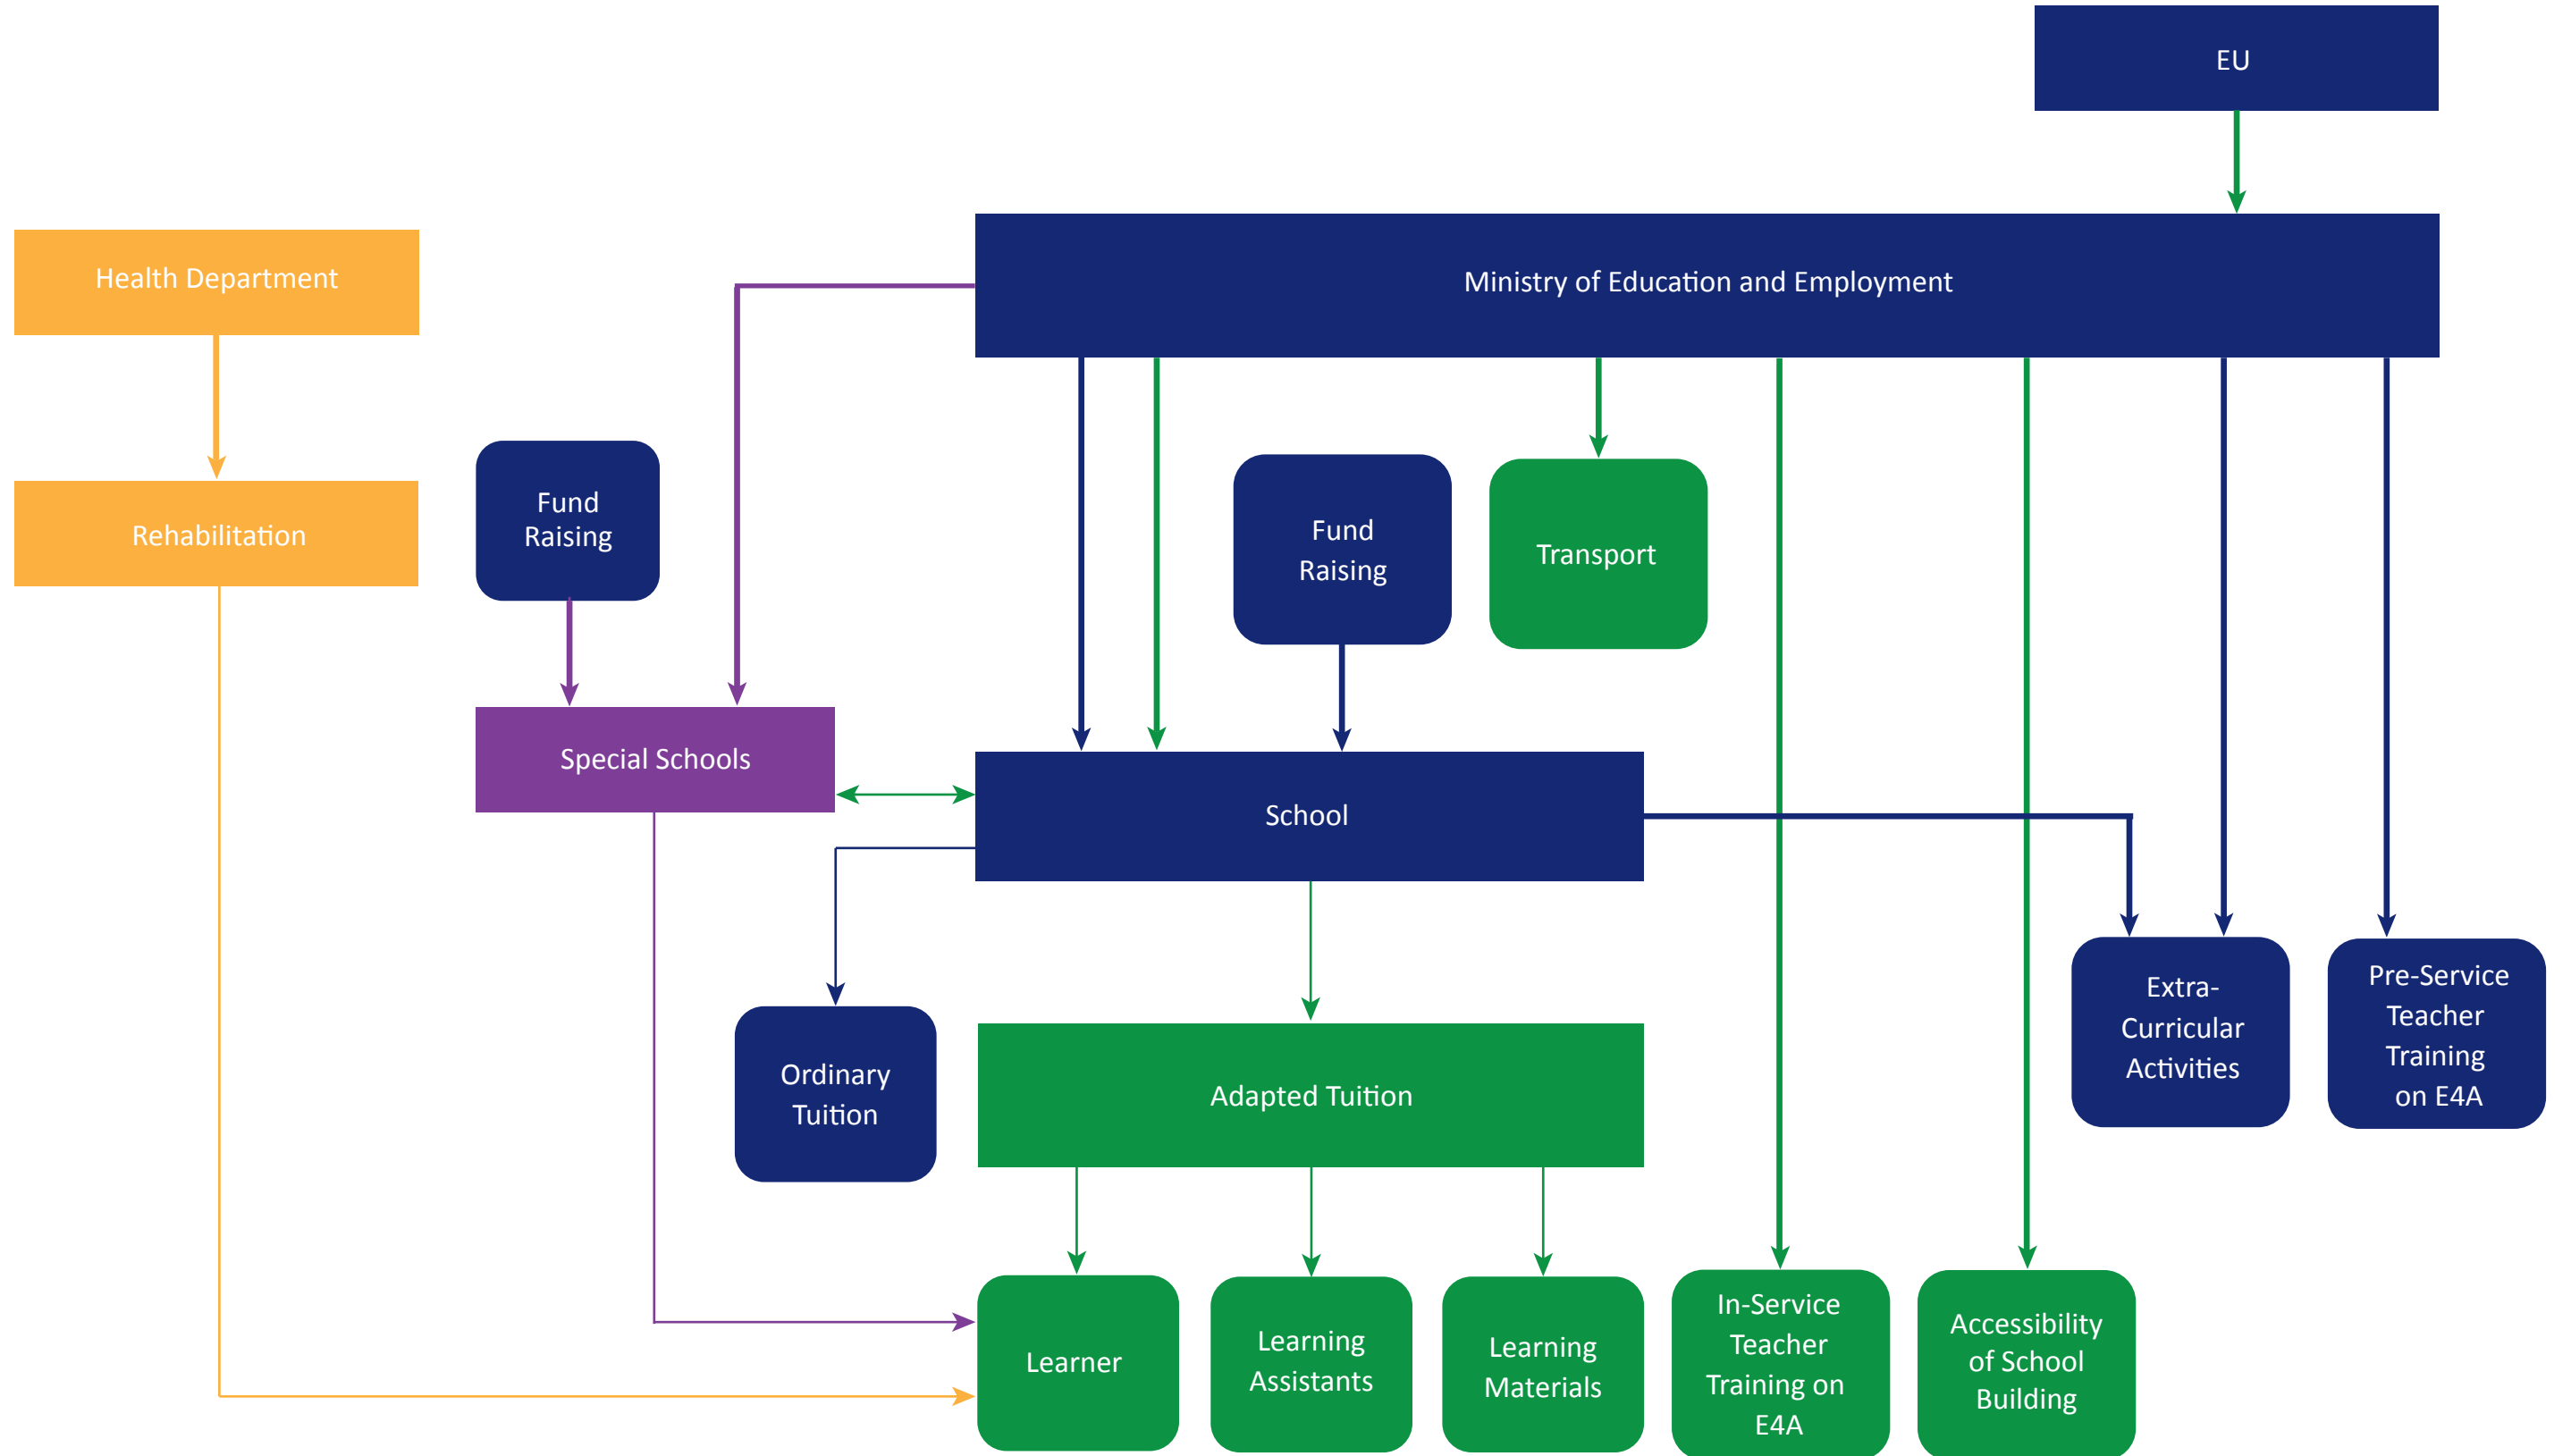 EU
Ministry of Education and Employment
Health Department
Rehabilitation
Fund
Raising
Fund
Raising
Transport
Special Schools
School
Ordinary
Tuition
Adapted Tuition
Extra-
Curricular
Activities
Pre-Service
Teacher
Training
on E4A
Learner
Learning
Assistants
Learning
Materials
In-Service
Teacher
Training on
E4A
Accessibility
of School
Building